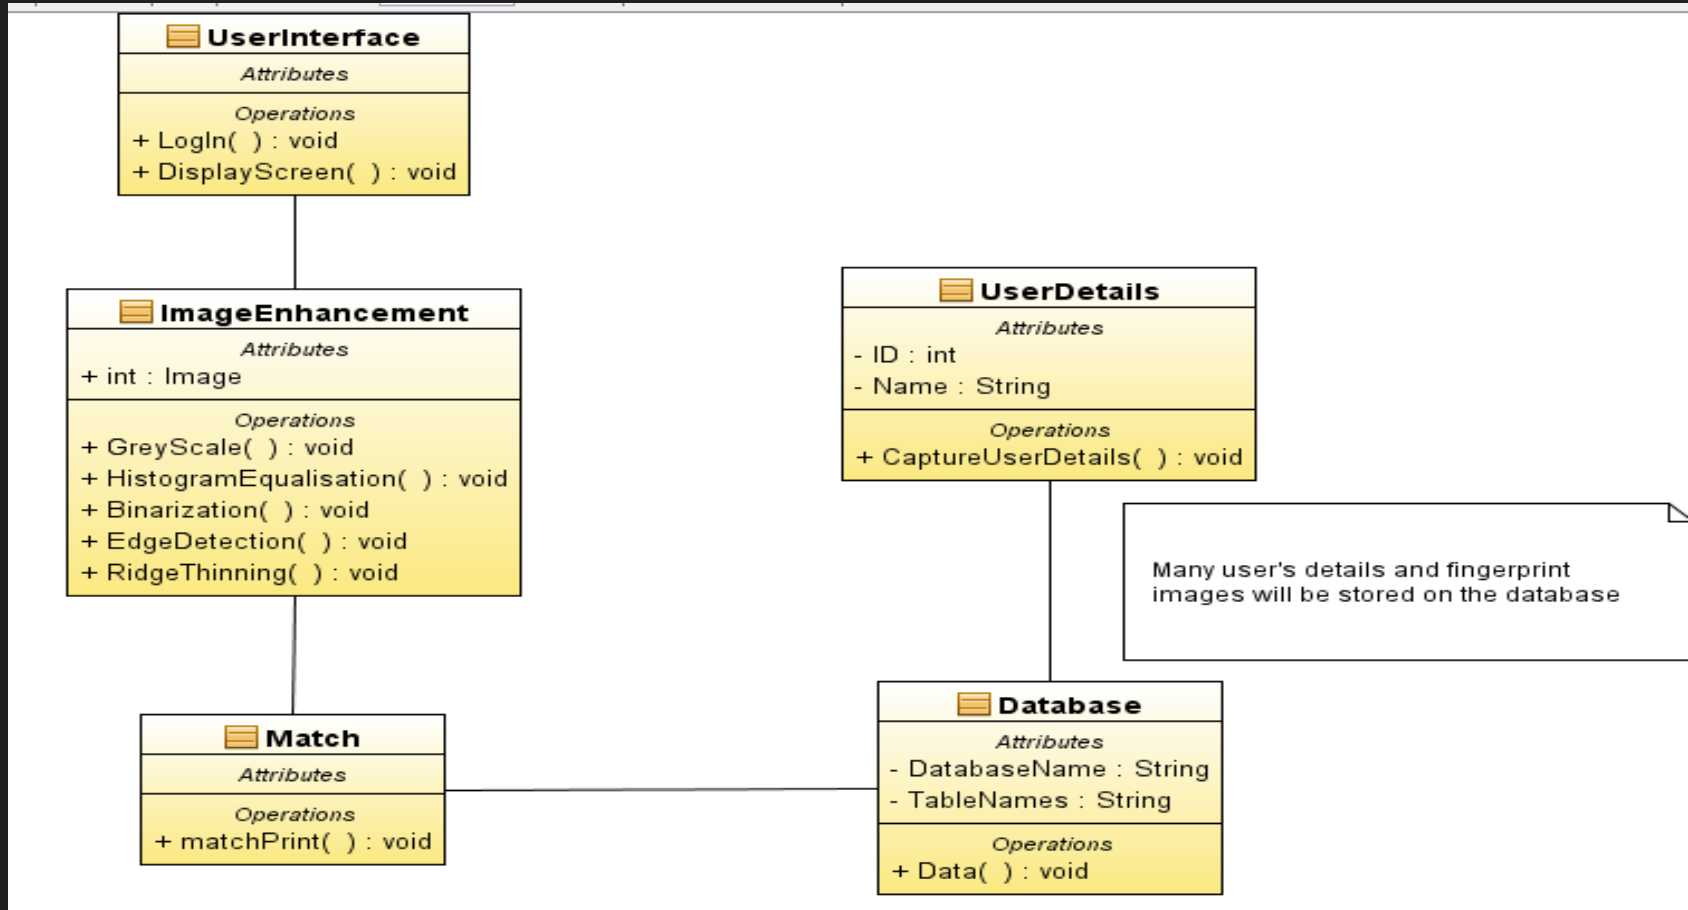 UserInterface
Attributes
Operations
+ LogIn( ) : void
+ DisplayScreen( ) : void
ImageEnhancement
Attributes
+ int : Image
Operations
+ GreyScale( ) : void
+ HistogramEqualisation( ) : void
+ Binarization( ) : void
+ EdgeDetection( ) : void
+ RidgeThinning( ) : void
UserDetails
Attributes
- ID : int
- Name : String
Operations
+ CaptureUserDetails( ) : void
Many user's details and fingerprint
images will be stored on the database
Match
Attributes
Operations
+ matchPrint( ) : void
Database
Attributes
- DatabaseName : String
- TableNames : String
Operations
+ Data( ) : void